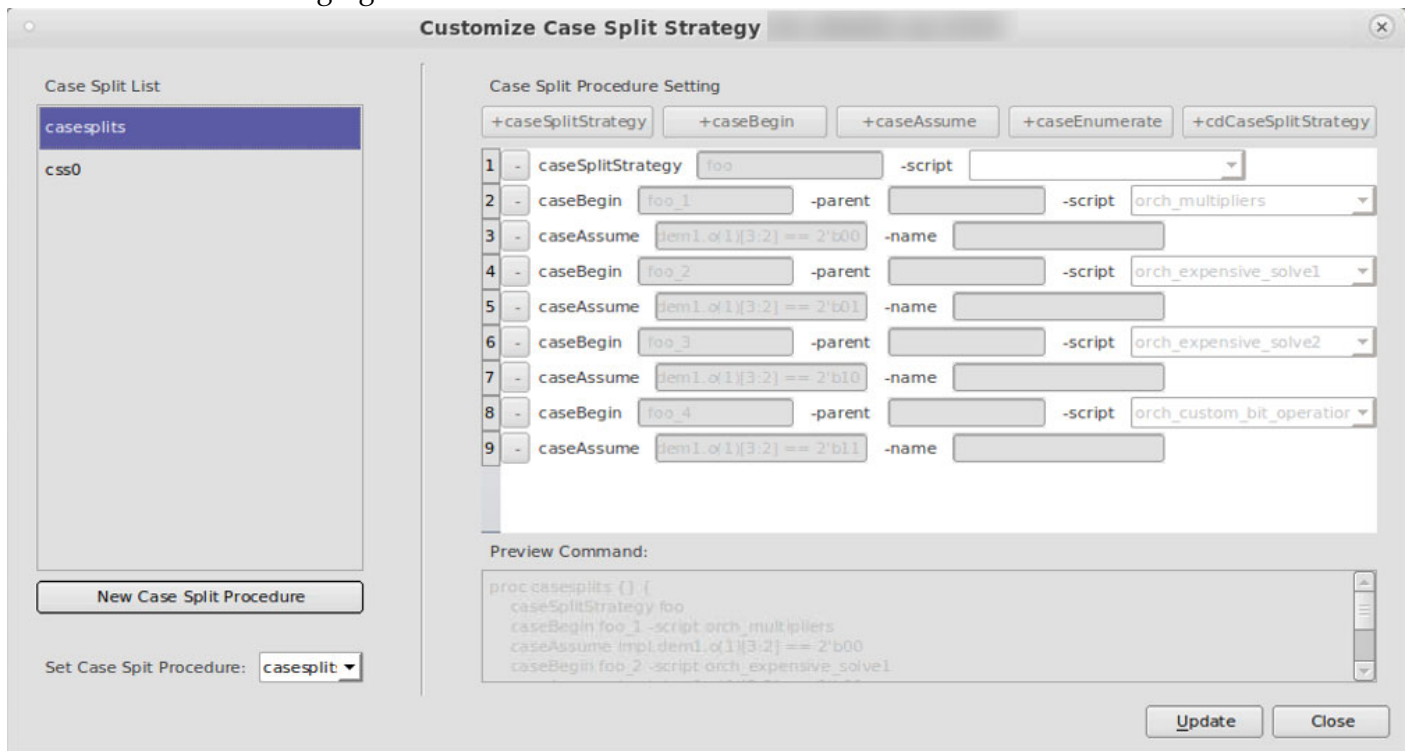 Customize Case Split Strategy
Case Split List
casesplits
css0
New Case Split Procedure
Set Case Spit Procedure: casesplit
Case Split Procedure Setting
+caseSplitStrategy +caseBegin +caseAssume +caseEnumerate +cdCaseSplitStrategy
1 - caseSplitStrategy foo -script
2 - caseBegin foo_1 -parent -script orch_multipliers
3 - caseAssume dem1.o(1)[3:2] == 2'b00 -name
4 - caseBegin foo_2 -parent -script orch_expensive_solve1
5 - caseAssume dem1.o(1)[3:2] == 2'b01 -name
6 - caseBegin foo_3 -parent -script orch_expensive_solve2
7 - caseAssume dem1.o(1)[3:2] == 2'b10 -name
8 - caseBegin foo_4 -parent -script orch_custom_bit_operation
9 - caseAssume dem1.o(1)[3:2] == 2'b11 -name
Preview Command:
proc casesplits {} {
caseSplitStrategy foo
caseBegin foo_1 -script orch_multipliers
caseAssume impl.dem1.o(1)[3:2] == 2'b00
caseBegin foo_2 -script orch_expensive_solve1
Update Close